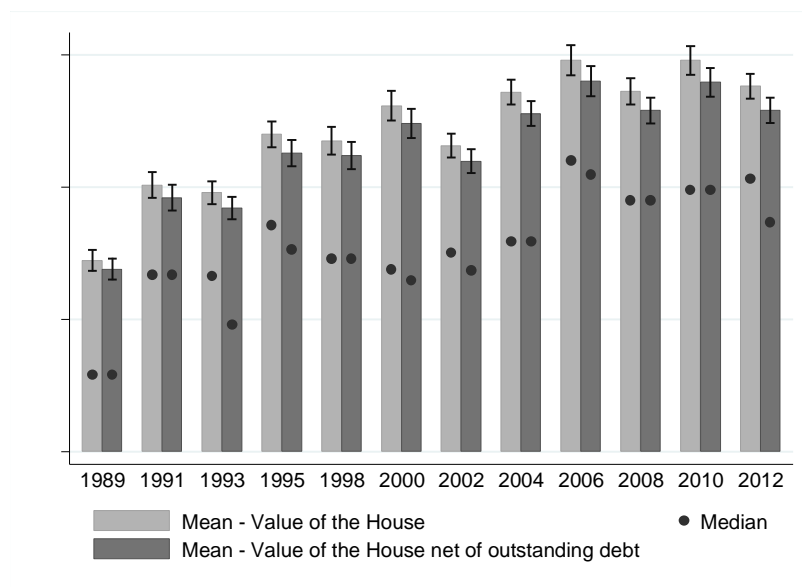 1989 1991 1993 1995 1998 2000 2002 2004 2006 2008 2010 2012
Mean - Value of the House
Median
Mean - Value of the House net of outstanding debt